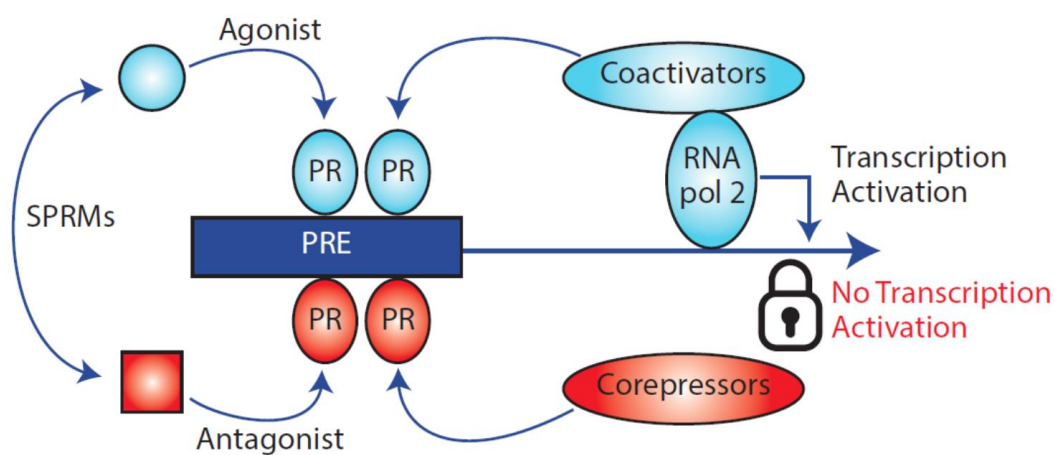 Agonist
Coactivators
PR
PR
RNA
pol 2
Transcription
Activation
SPRMs
PRE
No Transcription
Activation
PR
PR
Corepressors
Antagonist